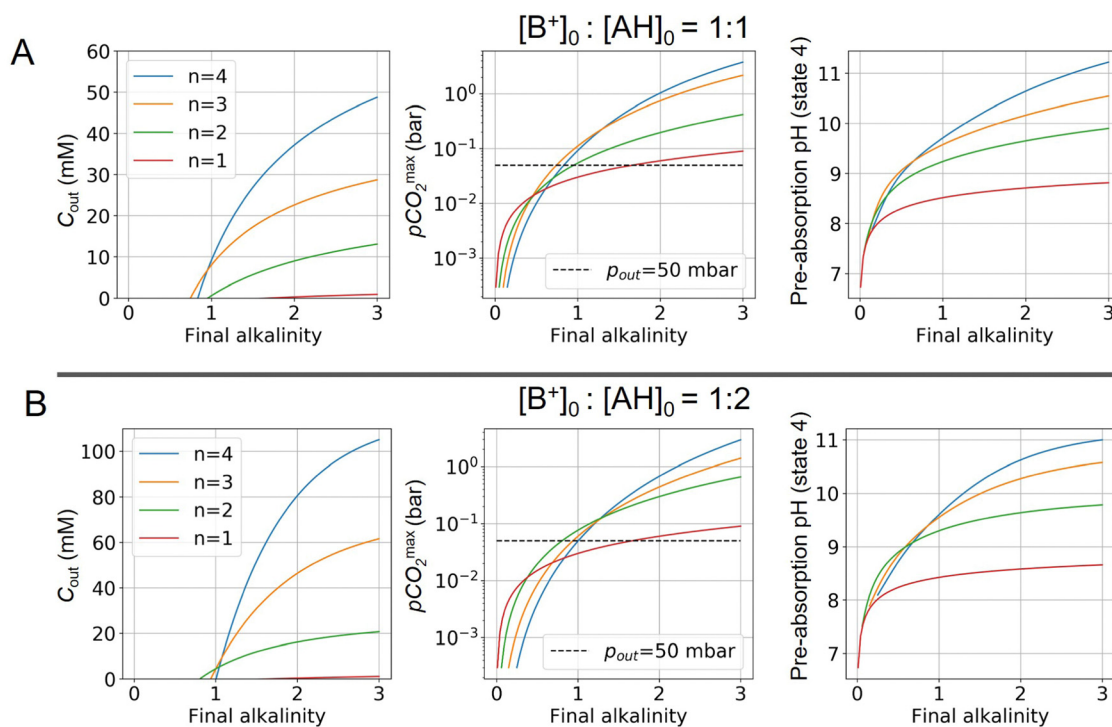 A
[B⁺]₀ : [AH]₀ = 1:1
C_out (mM)
60
50
40
30
20
10
0
n=4
n=3
n=2
n=1
0 1 2 3
Final alkalinity
pCO₂^max (bar)
10⁰
10⁻¹
10⁻²
10⁻³
p_out=50 mbar
0 1 2 3
Final alkalinity
Pre-absorption pH (state 4)
11
10
9
8
7
0 1 2 3
Final alkalinity
B
[B⁺]₀ : [AH]₀ = 1:2
C_out (mM)
100
80
60
40
20
0
n=4
n=3
n=2
n=1
0 1 2 3
Final alkalinity
pCO₂^max (bar)
10⁰
10⁻¹
10⁻²
10⁻³
p_out=50 mbar
0 1 2 3
Final alkalinity
Pre-absorption pH (state 4)
11
10
9
8
7
0 1 2 3
Final alkalinity